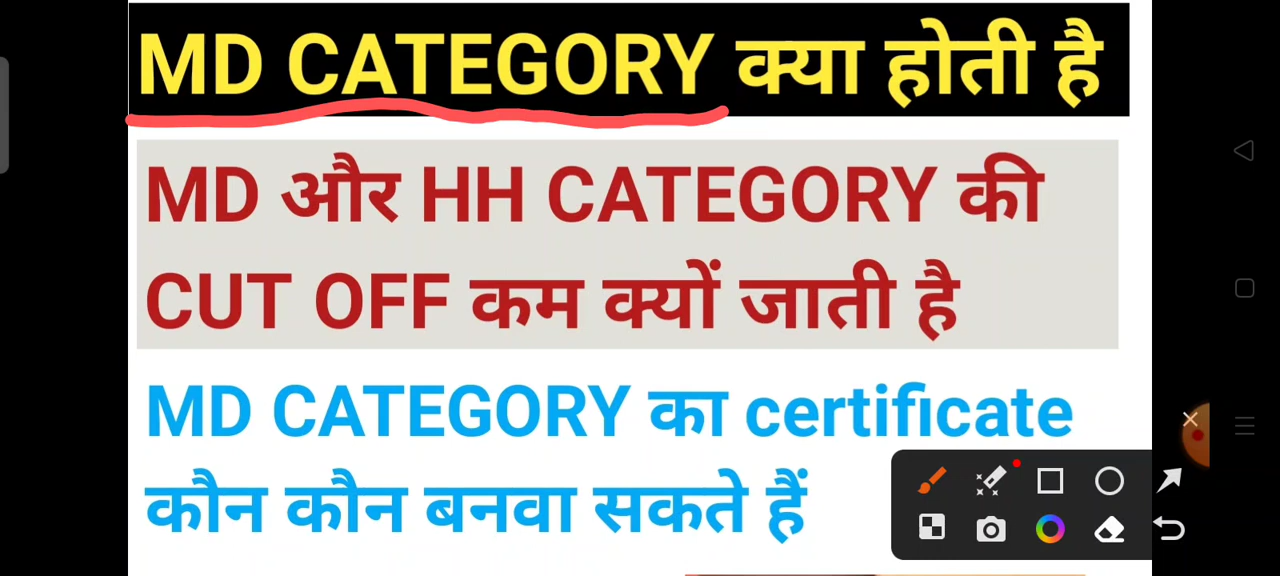 MD CATEGORY क्या होती है
MD और HH CATEGORY की
CUT OFF कम क्यों जाती है
MD CATEGORY का certificate
कौन कौन बनवा सकते हैं